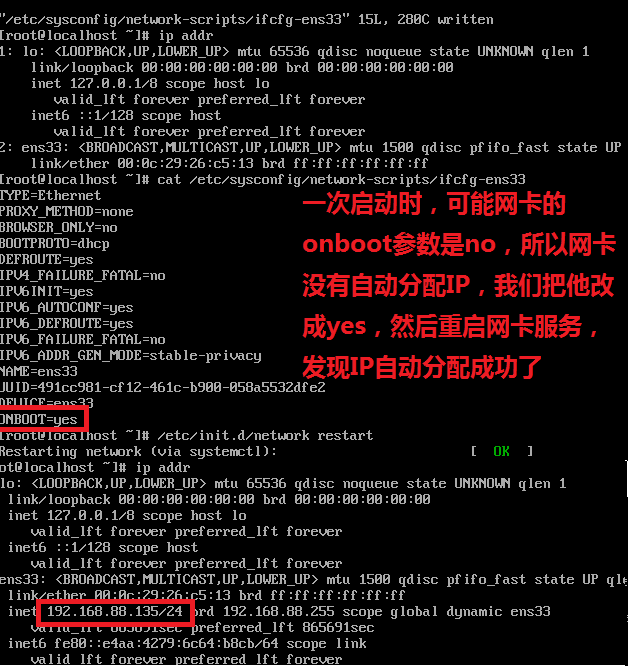 "/etc/sysconfig/network-scripts/ifcfg-ens33" 15L, 280C written
[root@localhost ~]# ip addr
1: lo: <LOOPBACK,UP,LOWER_UP> mtu 65536 qdisc noqueue state UNKNOWN qlen 1
link/loopback 00:00:00:00:00:00 brd 00:00:00:00:00:00
inet 127.0.0.1/8 scope host lo
valid_lft forever preferred_lft forever
inet6 ::1/128 scope host
valid_lft forever preferred_lft forever
2: ens33: <BROADCAST,MULTICAST,UP,LOWER_UP> mtu 1500 qdisc pfifo_fast state UP
link/ether 00:0c:29:26:c5:13 brd ff:ff:ff:ff:ff:ff
[root@localhost ~]# cat /etc/sysconfig/network-scripts/ifcfg-ens33
TYPE=Ethernet
PROXY_METHOD=none
BROWSER_ONLY=no
BOOTPROTO=dhcp
DEFROUTE=yes
IPV4_FAILURE_FATAL=no
IPV6INIT=yes
IPV6_AUTOCONF=yes
IPV6_DEFROUTE=yes
IPV6_FAILURE_FATAL=no
IPV6_ADDR_GEN_MODE=stable-privacy
NAME=ens33
UUID=491cc981-cf12-461c-b900-058a5532dfe2
DEVICE=ens33
ONBOOT=yes
一次启动时，可能网卡的
onboot参数是no，所以网卡
没有自动分配IP，我们把他改
成yes，然后重启网卡服务，
发现IP自动分配成功了
[root@localhost ~]# /etc/init.d/network restart
Restarting network (via systemctl): [ OK ]
ot@localhost ~]# ip addr
lo: <LOOPBACK,UP,LOWER_UP> mtu 65536 qdisc noqueue state UNKNOWN qlen 1
link/loopback 00:00:00:00:00:00 brd 00:00:00:00:00:00
inet 127.0.0.1/8 scope host lo
valid_lft forever preferred_lft forever
inet6 ::1/128 scope host
valid_lft forever preferred_lft forever
ens33: <BROADCAST,MULTICAST,UP,LOWER_UP> mtu 1500 qdisc pfifo_fast state UP qle
link/ether 00:0c:29:26:c5:13 brd ff:ff:ff:ff:ff:ff
inet 192.168.88.135/24 brd 192.168.88.255 scope global dynamic ens33
valid_lft 865691sec preferred_lft 865691sec
inet6 fe80::e4aa:4279:6c64:b8cb/64 scope link
valid_lft forever preferred_lft forever